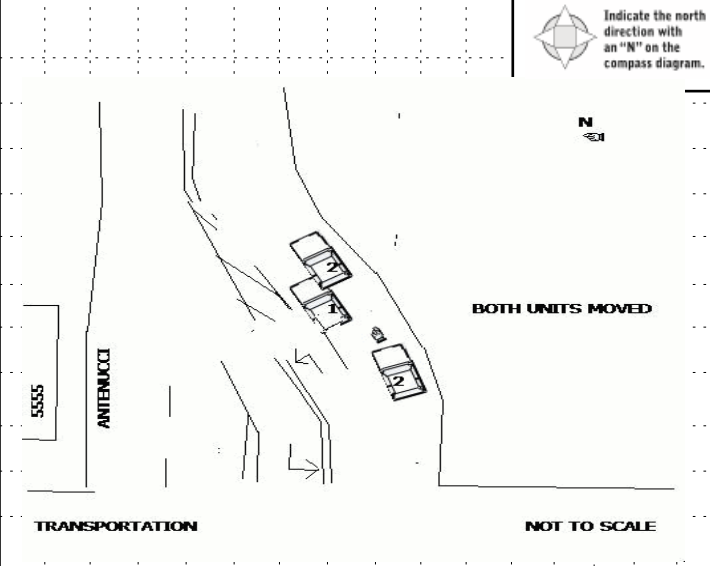 Indicate the north
direction with
an "N" on the
compass diagram.
N
2
1
BOTH UNITS MOVED
2
5555
ANTENUCCI
TRANSPORTATION
NOT TO SCALE